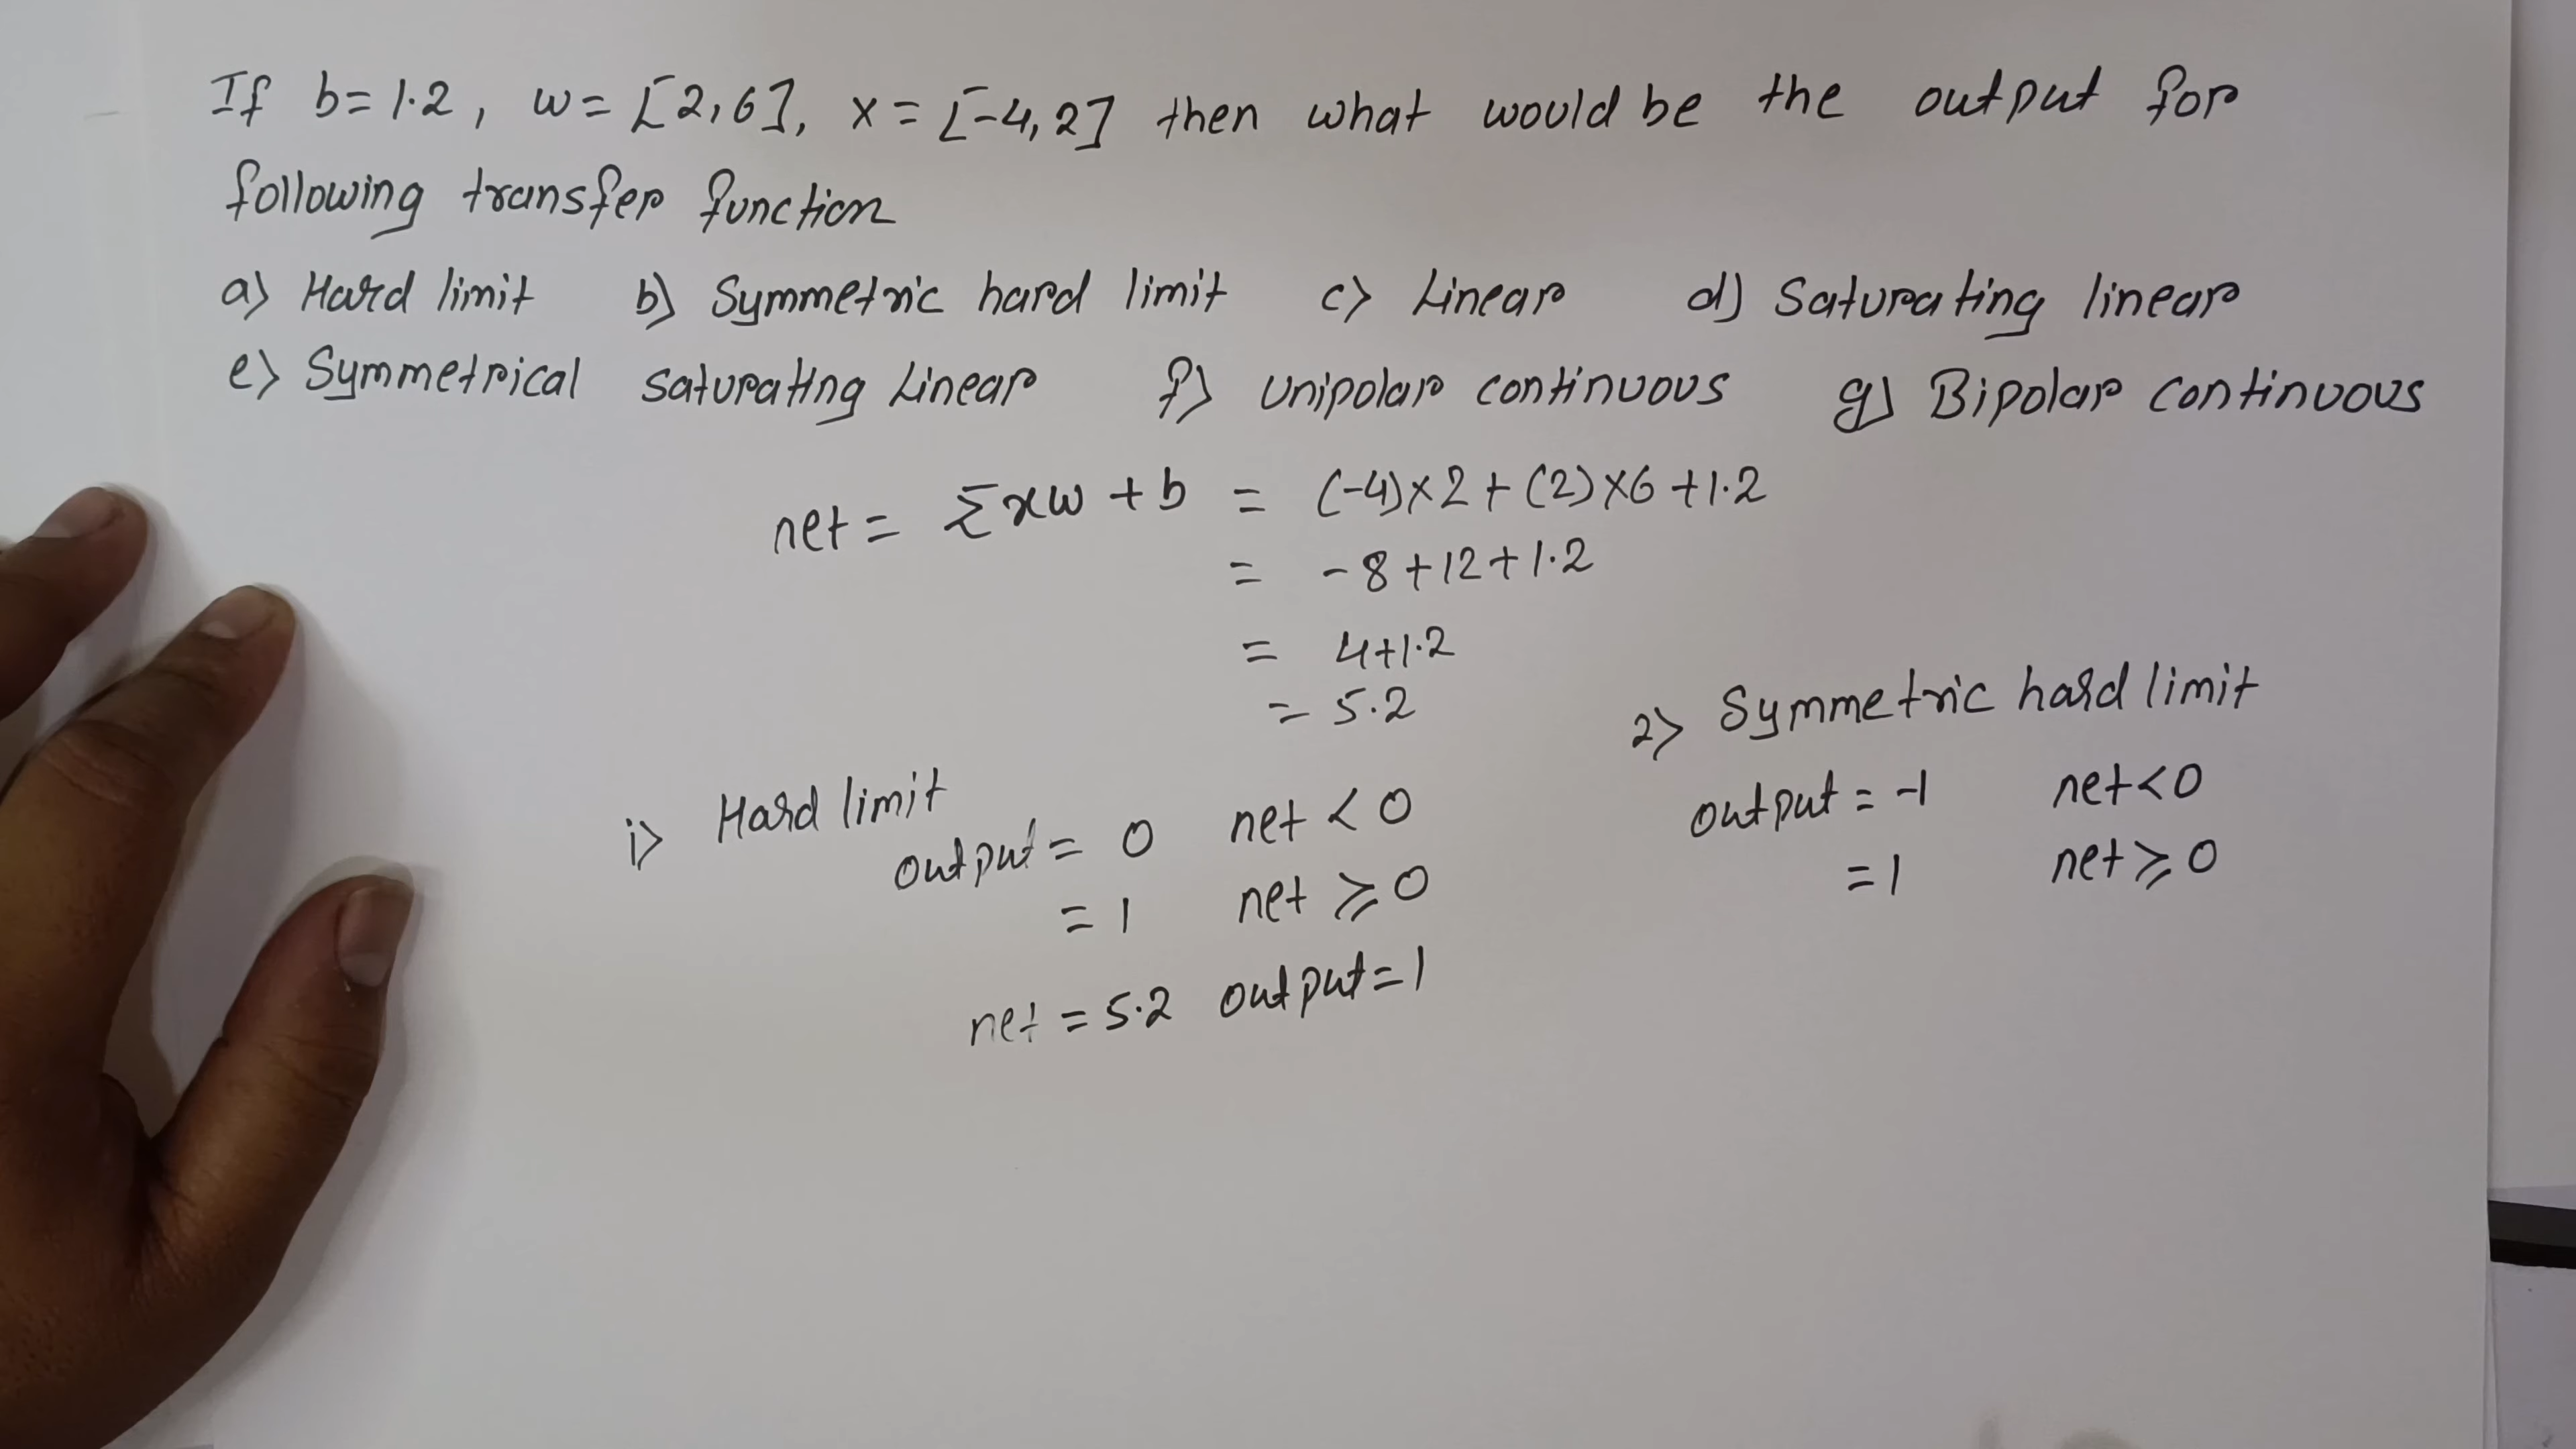 If b=1.2, w=[2,6], x=[-4,2] then what would be the output for
following transfer function
a) Hard limit b) Symmetric hard limit c) Linear d) Saturating linear
e) Symmetrical saturating Linear f) unipolar continuous g) Bipolar continuous
net = Σxw + b = (-4)×2 + (2)×6 +1.2
= -8+12+1.2
= 4+1.2
= 5.2
i) Hard limit
output = 0 net < 0
= 1 net ⩾ 0
net = 5.2 output = 1
2) Symmetric hard limit
output = -1 net<0
= 1 net ⩾ 0